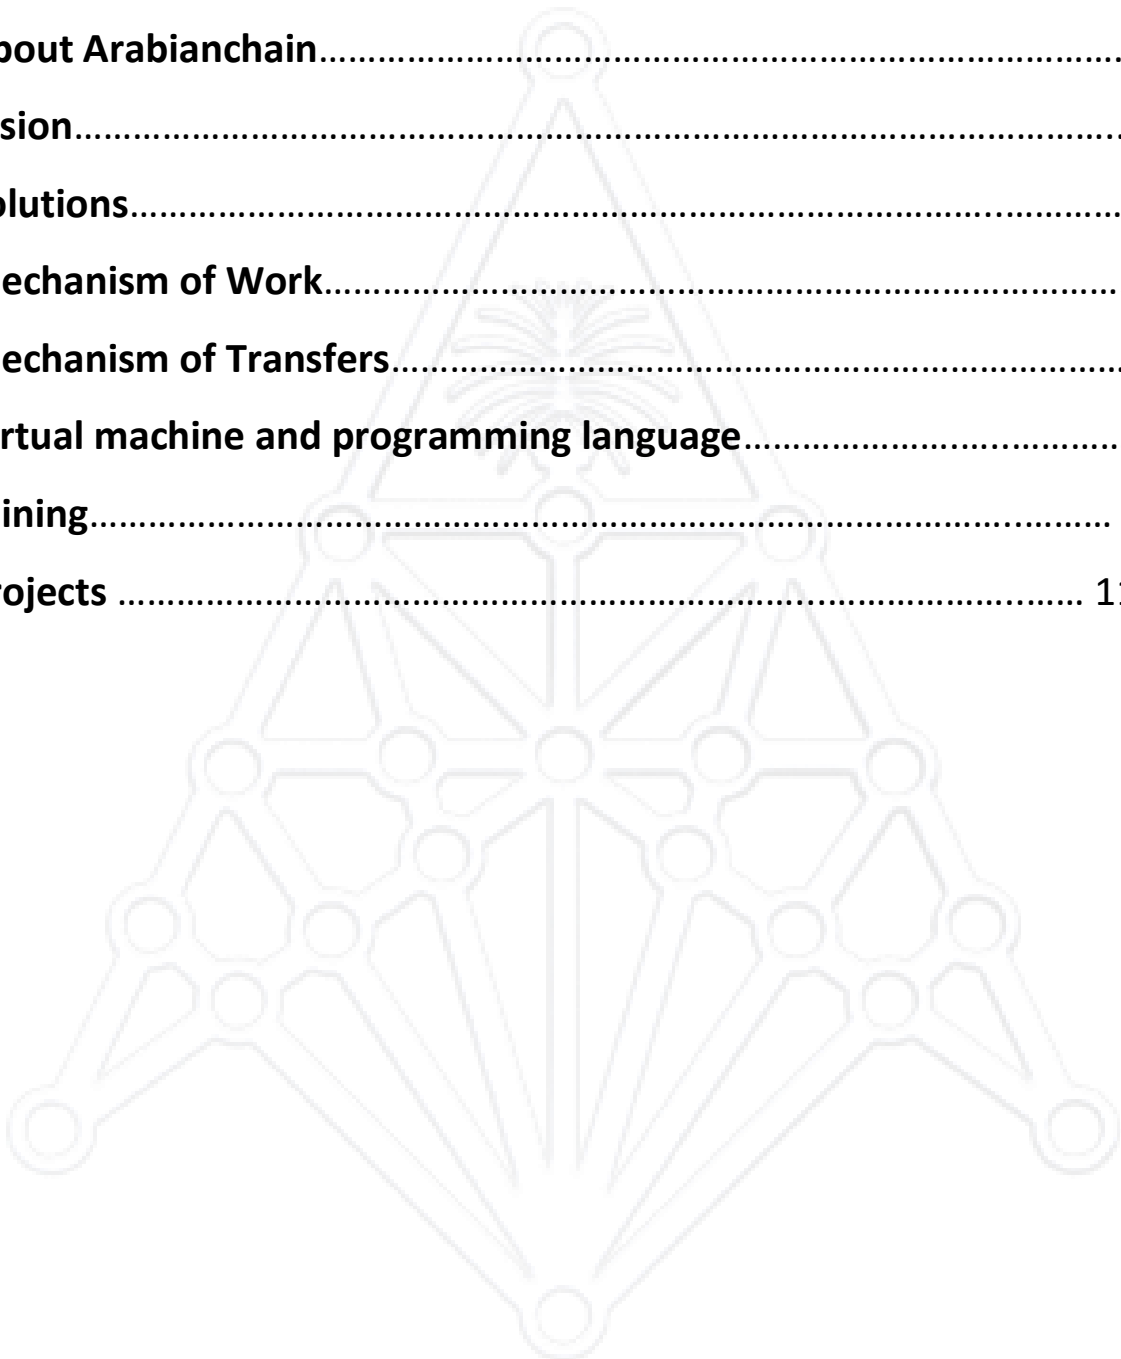 bout Arabianchain……………………………………………………………………
sion……………………………………………………………………………………………
olutions……………………………………………………………………………………
echanism of Work……………………………………………………………………
echanism of Transfers………………………………………………………………
rtual machine and programming language………………………………
ining…………………………………………………………………………………………
rojects ……………………………………………………………………………………… 11